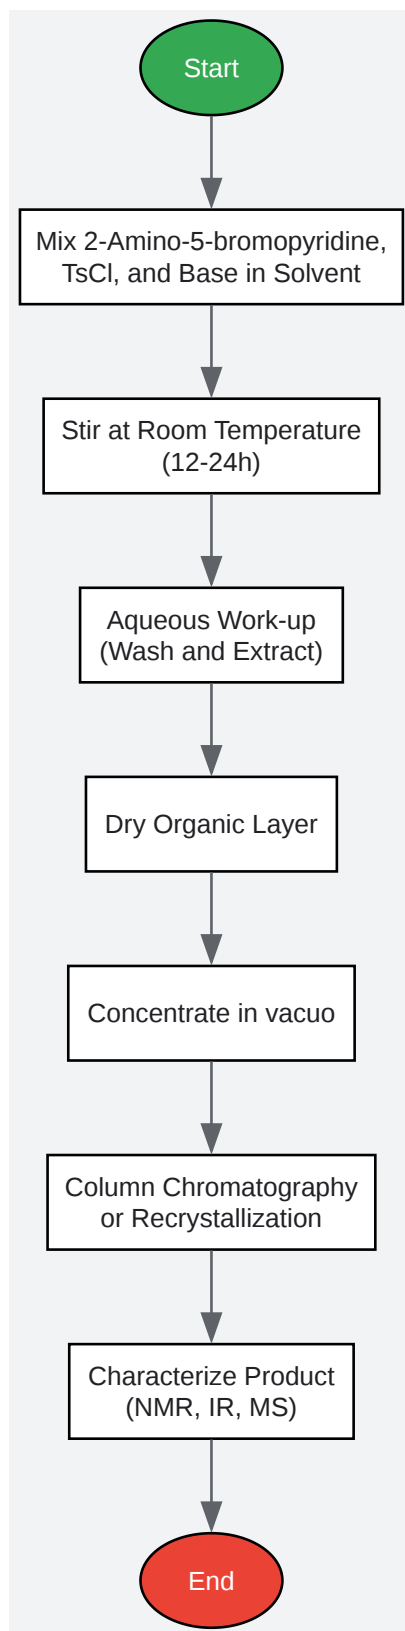 Start
Mix 2-Amino-5-bromopyridine,
TsCl, and Base in Solvent
Stir at Room Temperature
(12-24h)
Aqueous Work-up
(Wash and Extract)
Dry Organic Layer
Concentrate in vacuo
Column Chromatography
or Recrystallization
Characterize Product
(NMR, IR, MS)
End